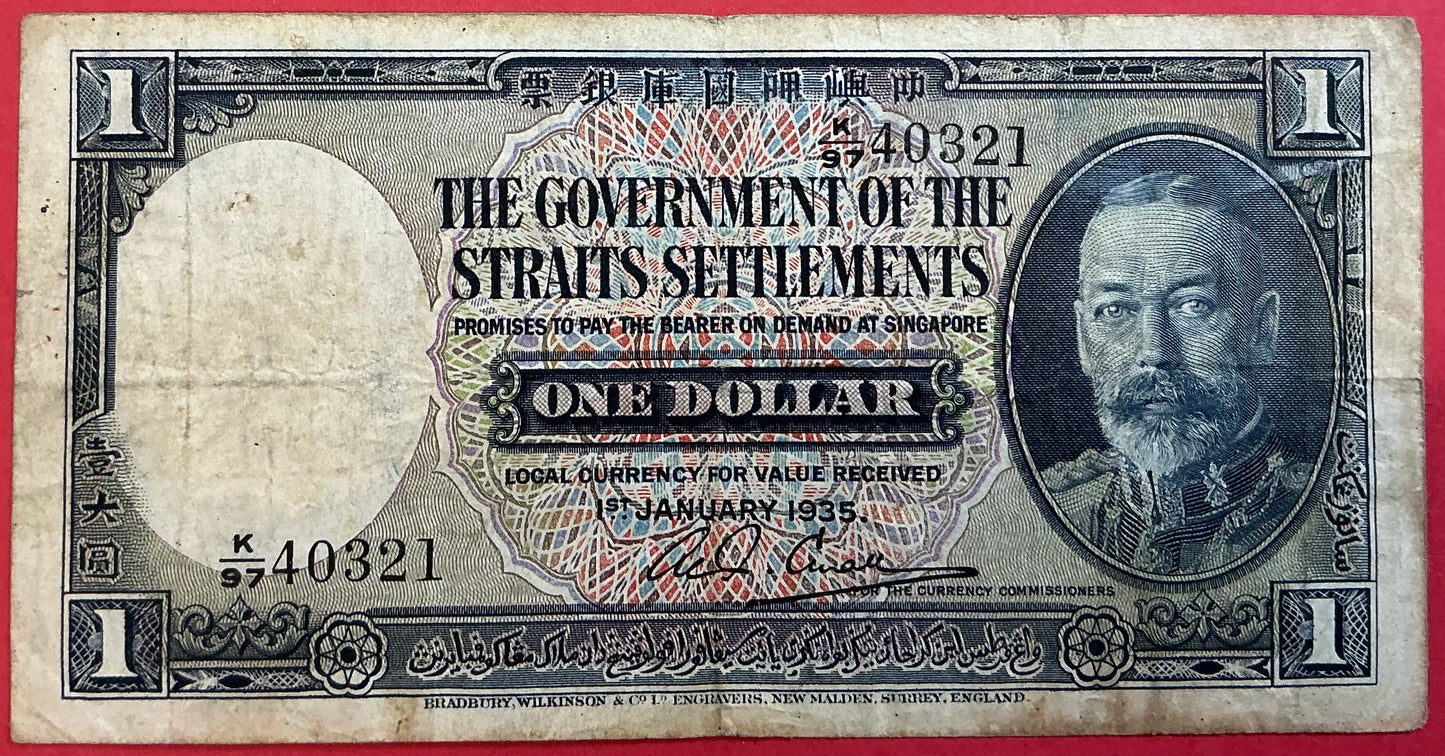 1
1
票銀庫國呷嶼叻
K/97 40321
THE GOVERNMENT OF THE
STRAITS SETTLEMENTS
PROMISES TO PAY THE BEARER ON DEMAND AT SINGAPORE
ONE DOLLAR
LOCAL CURRENCY FOR VALUE RECEIVED
1ST JANUARY 1935.
壹大圓
K/97 40321
FOR THE CURRENCY COMMISSIONERS
1
1
BRADBURY, WILKINSON & Co Ld ENGRAVERS, NEW MALDEN, SURREY, ENGLAND.